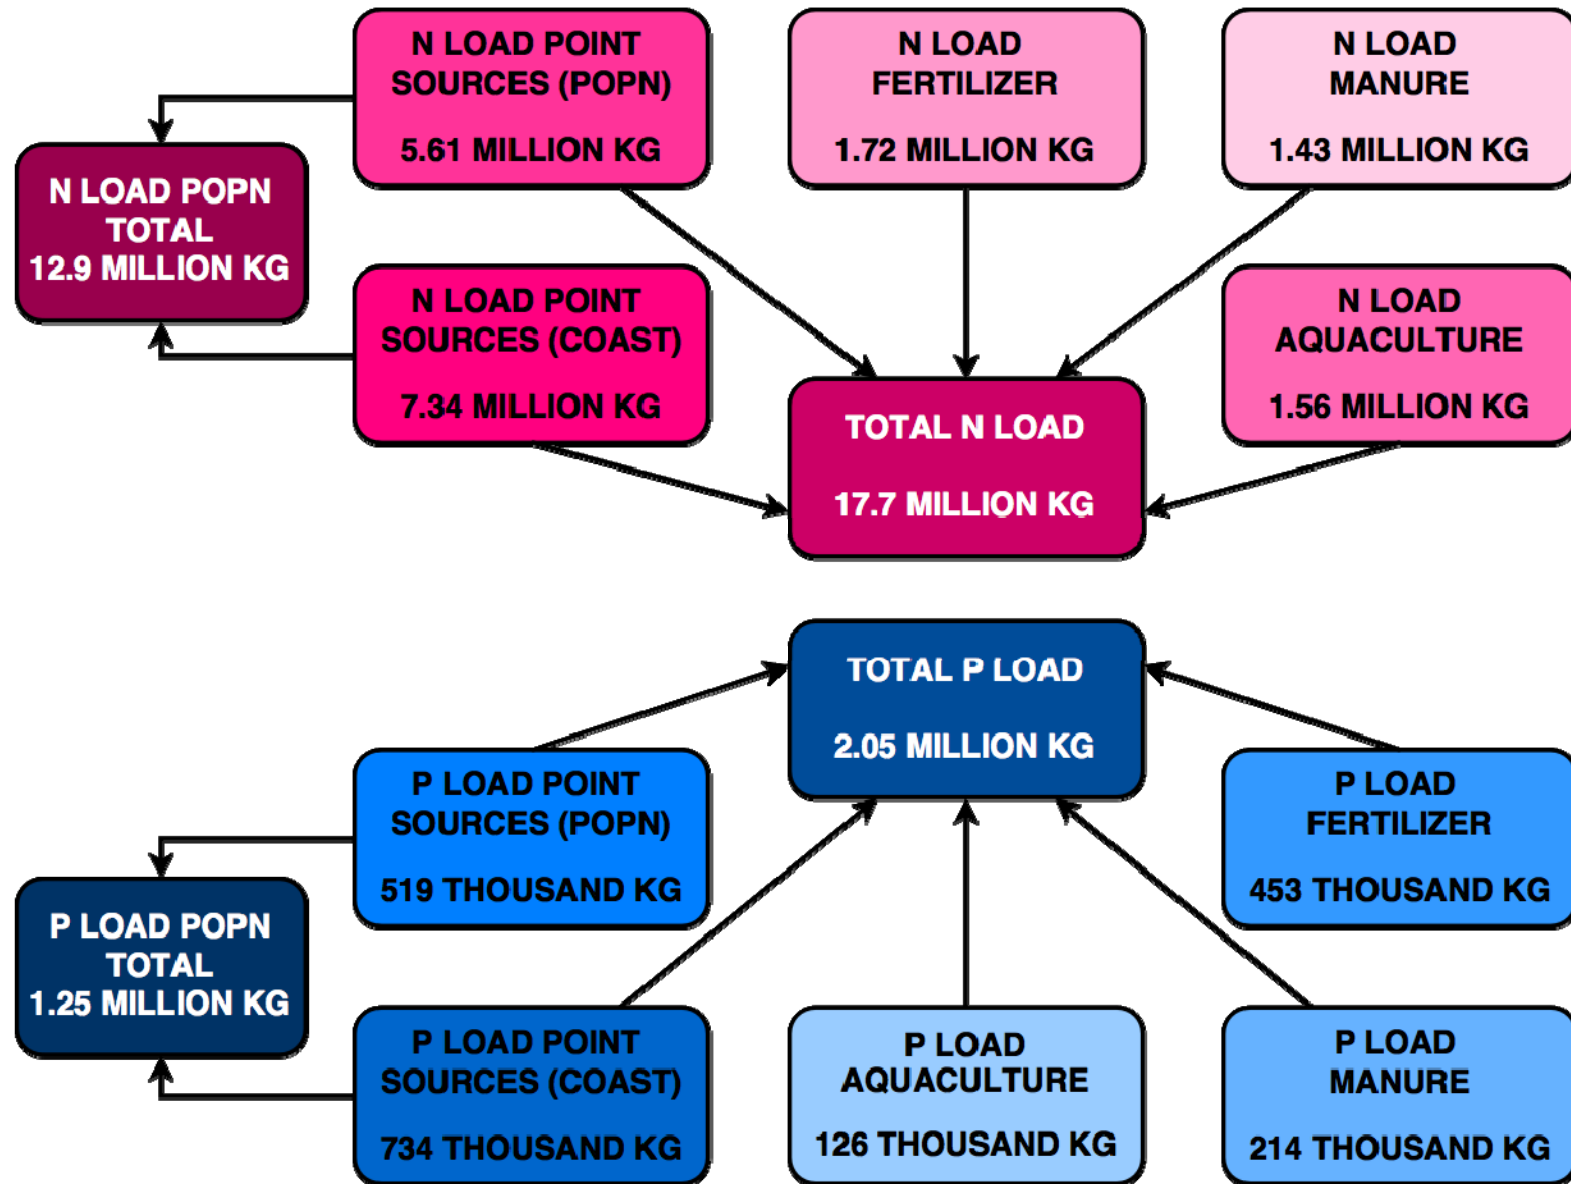 N LOAD POINT
SOURCES (POPN)
5.61 MILLION KG
N LOAD
FERTILIZER
1.72 MILLION KG
N LOAD
MANURE
1.43 MILLION KG
N LOAD POPN
TOTAL
12.9 MILLION KG
N LOAD POINT
SOURCES (COAST)
7.34 MILLION KG
N LOAD
AQUACULTURE
1.56 MILLION KG
TOTAL N LOAD
17.7 MILLION KG
TOTAL P LOAD
2.05 MILLION KG
P LOAD POINT
SOURCES (POPN)
519 THOUSAND KG
P LOAD
FERTILIZER
453 THOUSAND KG
P LOAD POPN
TOTAL
1.25 MILLION KG
P LOAD POINT
SOURCES (COAST)
734 THOUSAND KG
P LOAD
AQUACULTURE
126 THOUSAND KG
P LOAD
MANURE
214 THOUSAND KG